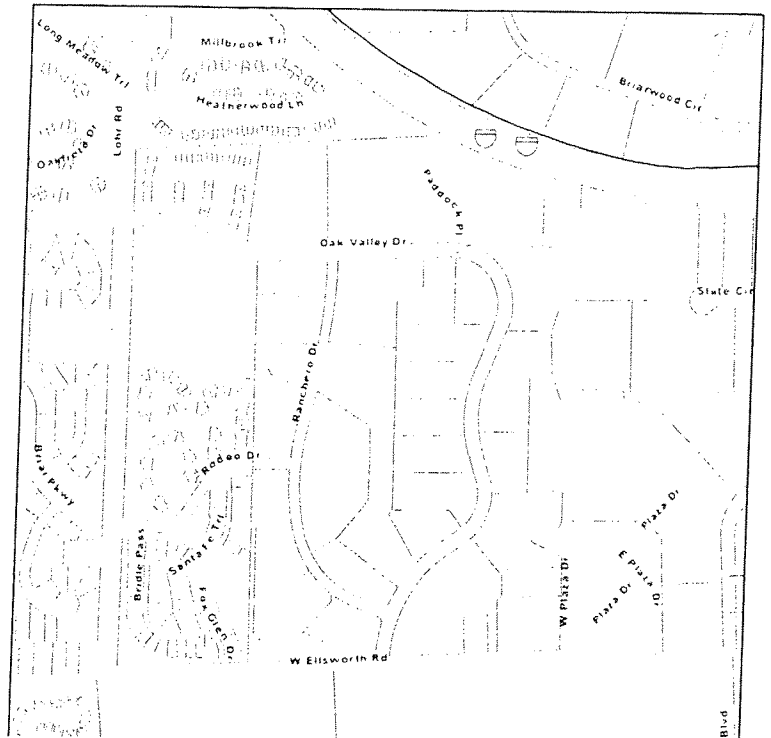 Long Meadow Trl
Millbrook Trl
Briarwood Cir
Heatherwood Ln
Lohr Rd
Oakfield Dr
Paddock Pl
Oak Valley Dr
State Cir
Ranchero Dr
Rodeo Dr
Briar Pkwy
Plaza Dr
Santa Fe Trl
Bridle Pass
E Plaza Dr
W Plaza Dr
Plaza Dr
Fox Glen Dr
W Ellsworth Rd
Blvd